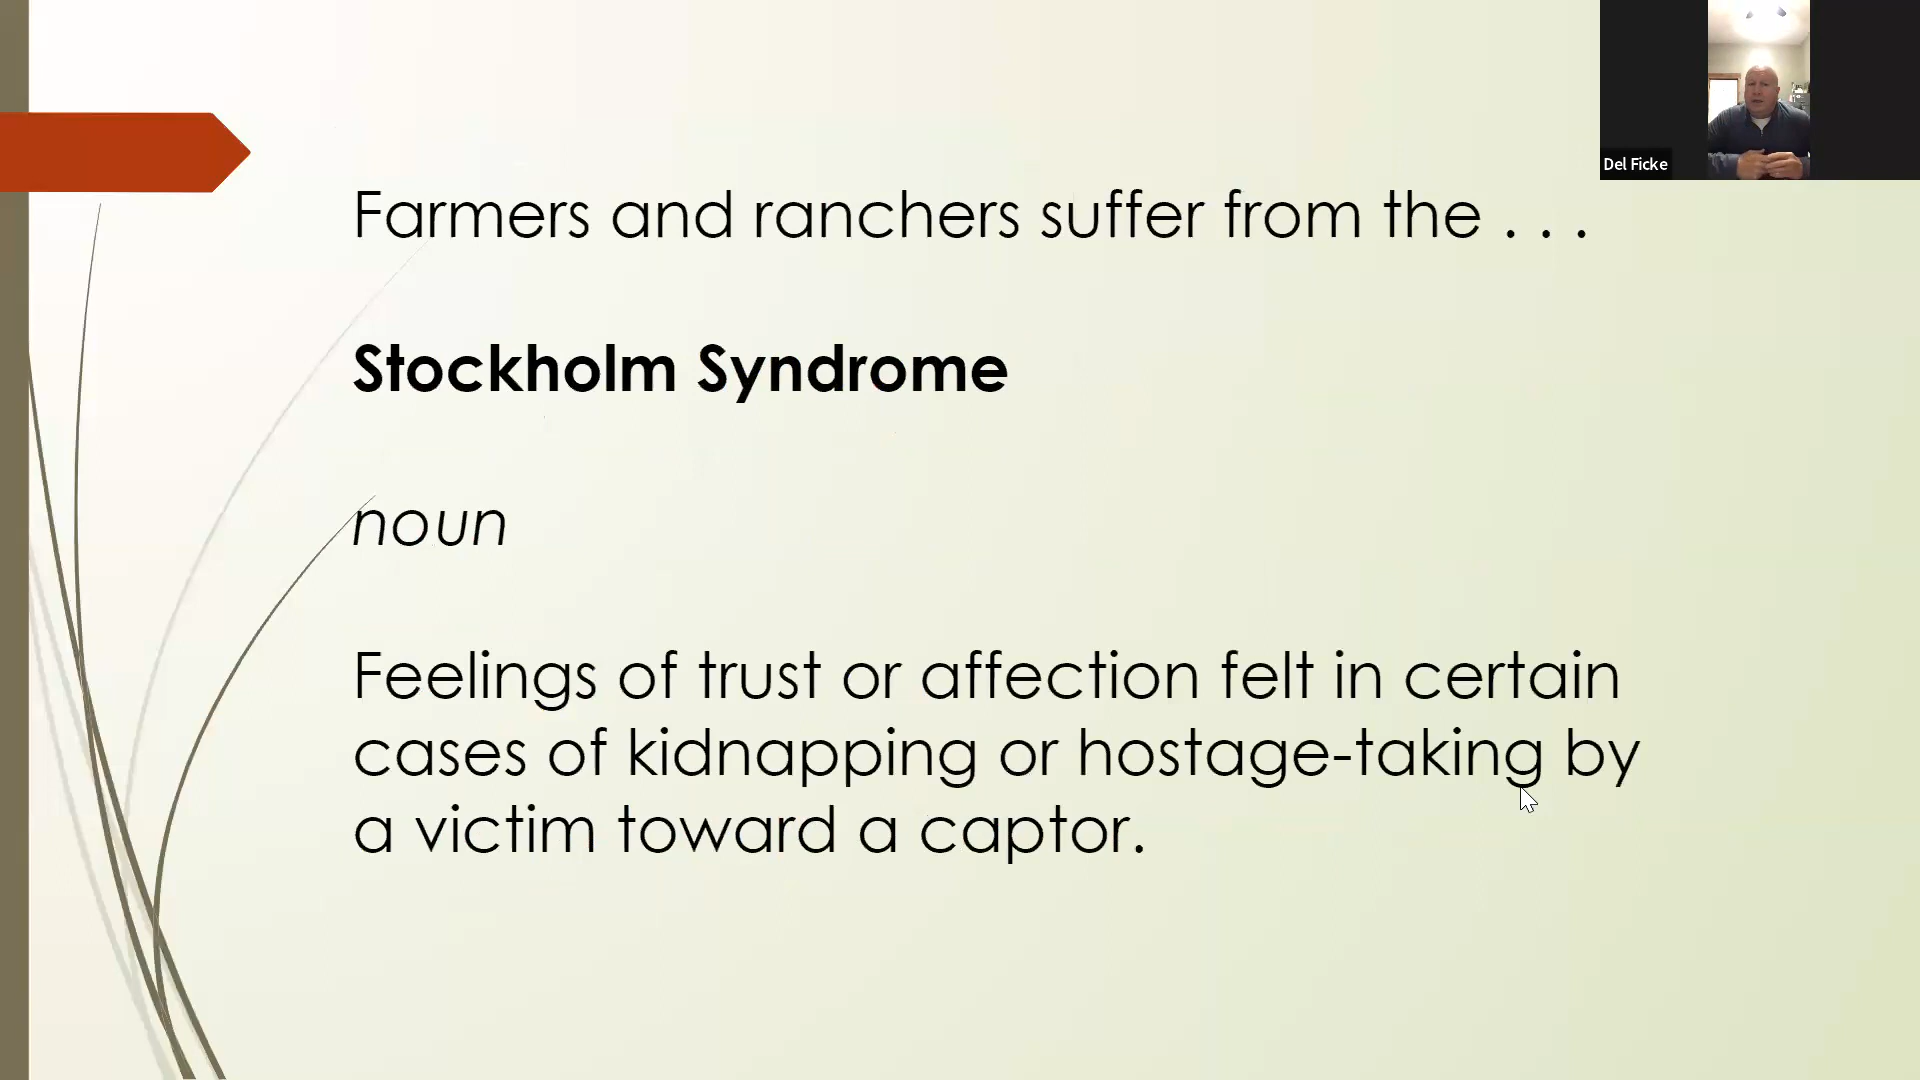 Del Ficke
Farmers and ranchers suffer from the . . .
Stockholm Syndrome
noun
Feelings of trust or affection felt in certain
cases of kidnapping or hostage-taking by
a victim toward a captor.